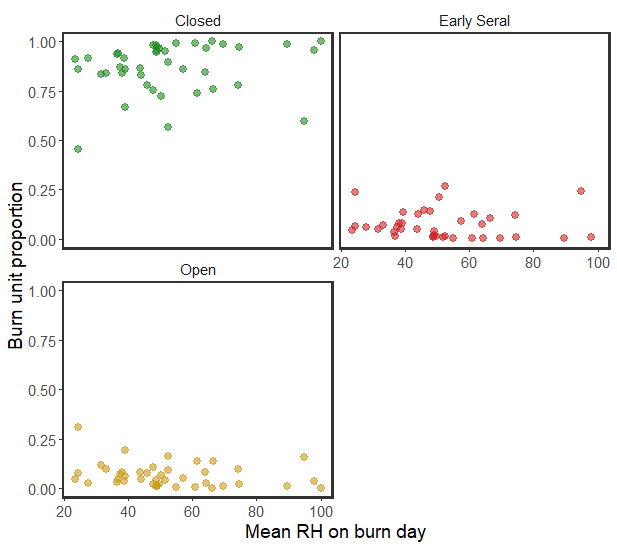 Closed
Early Seral
1.00
0.75
0.50
0.25
0.00
20 40 60 80 100
Open
1.00
0.75
0.50
0.25
0.00
20 40 60 80 100
Burn unit proportion
Mean RH on burn day